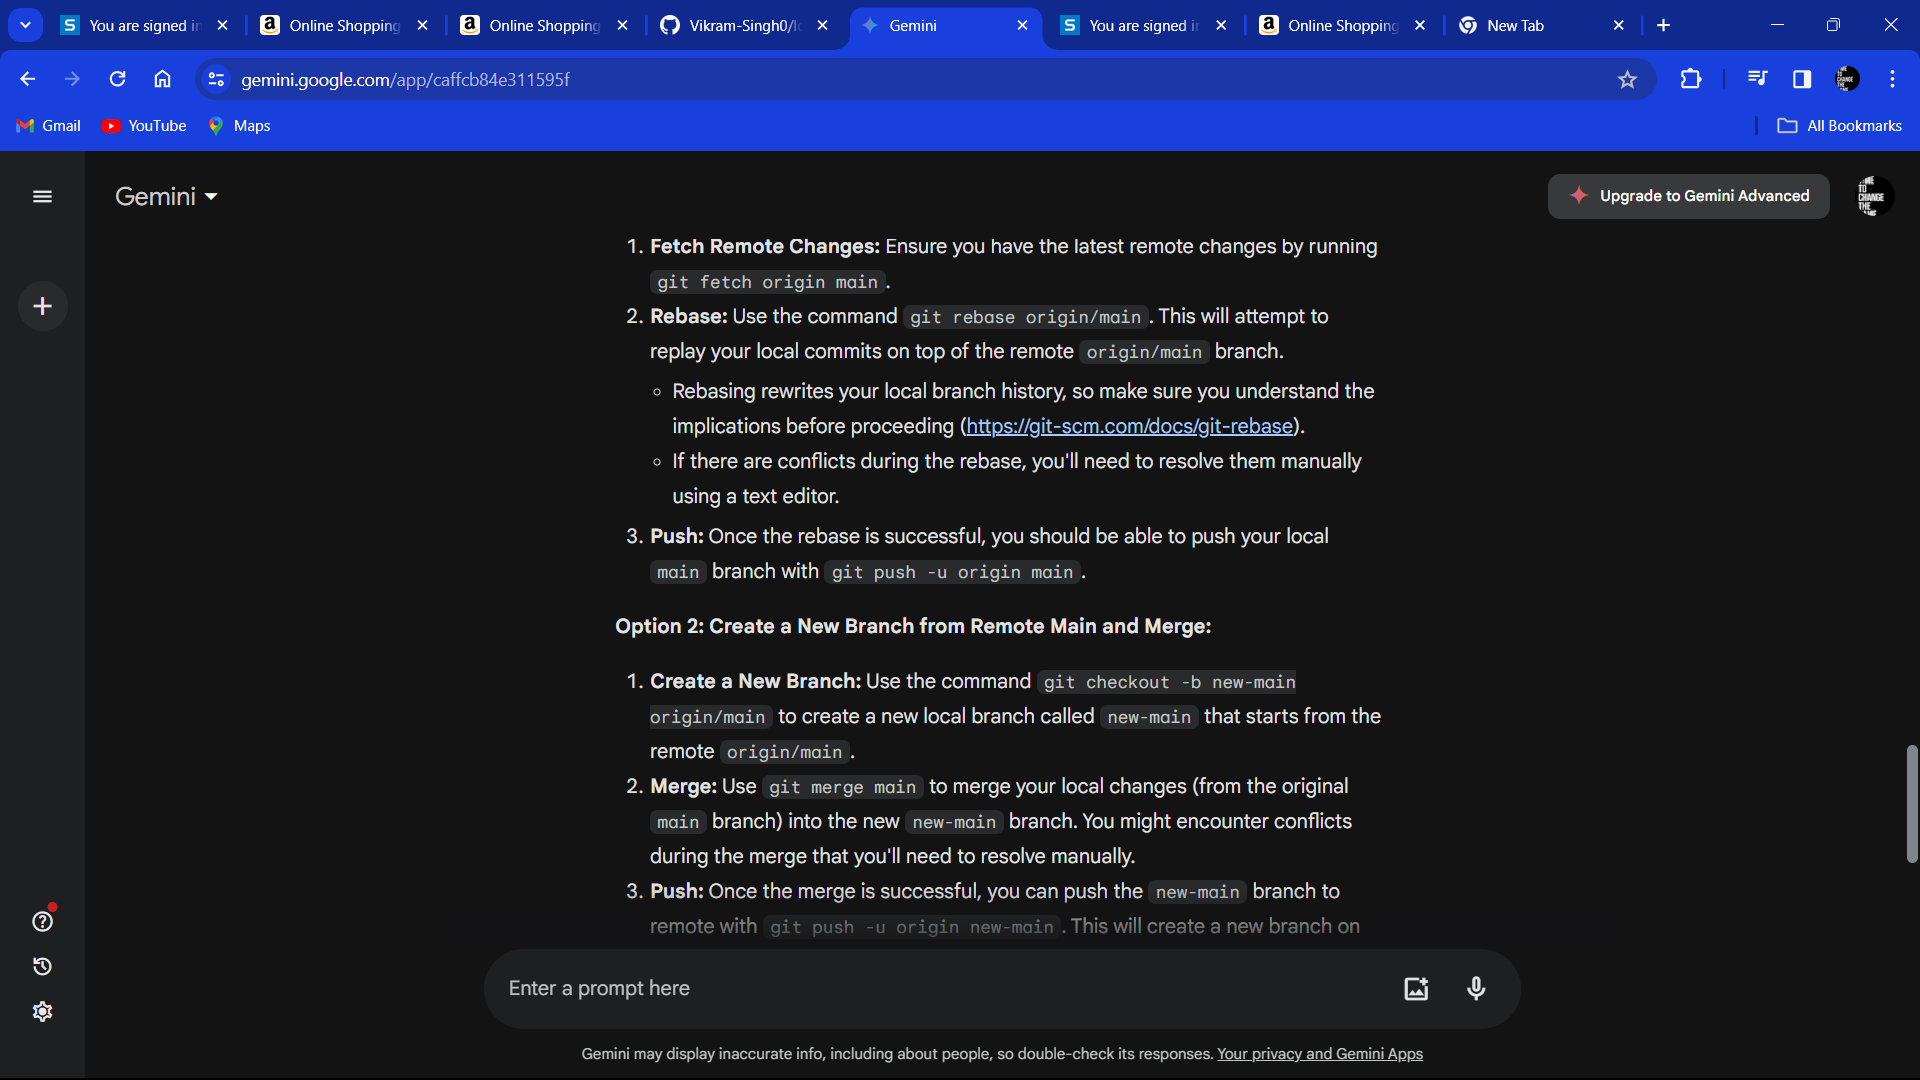 You are signed in
Online Shopping
Online Shopping
Vikram-Singh0/
Gemini
You are signed in
Online Shopping
New Tab
gemini.google.com/app/caffcb84e311595f
Gmail
YouTube
Maps
All Bookmarks
Gemini
Upgrade to Gemini Advanced
TO
CHANGE
THE
1. Fetch Remote Changes: Ensure you have the latest remote changes by running
git fetch origin main.
2. Rebase: Use the command git rebase origin/main. This will attempt to
replay your local commits on top of the remote origin/main branch.
◦ Rebasing rewrites your local branch history, so make sure you understand the
implications before proceeding (https://git-scm.com/docs/git-rebase).
◦ If there are conflicts during the rebase, you'll need to resolve them manually
using a text editor.
3. Push: Once the rebase is successful, you should be able to push your local
main branch with git push -u origin main.
Option 2: Create a New Branch from Remote Main and Merge:
1. Create a New Branch: Use the command git checkout -b new-main
origin/main to create a new local branch called new-main that starts from the
remote origin/main.
2. Merge: Use git merge main to merge your local changes (from the original
main branch) into the new new-main branch. You might encounter conflicts
during the merge that you'll need to resolve manually.
3. Push: Once the merge is successful, you can push the new-main branch to
remote with git push -u origin new-main. This will create a new branch on
Enter a prompt here
Gemini may display inaccurate info, including about people, so double-check its responses. Your privacy and Gemini Apps